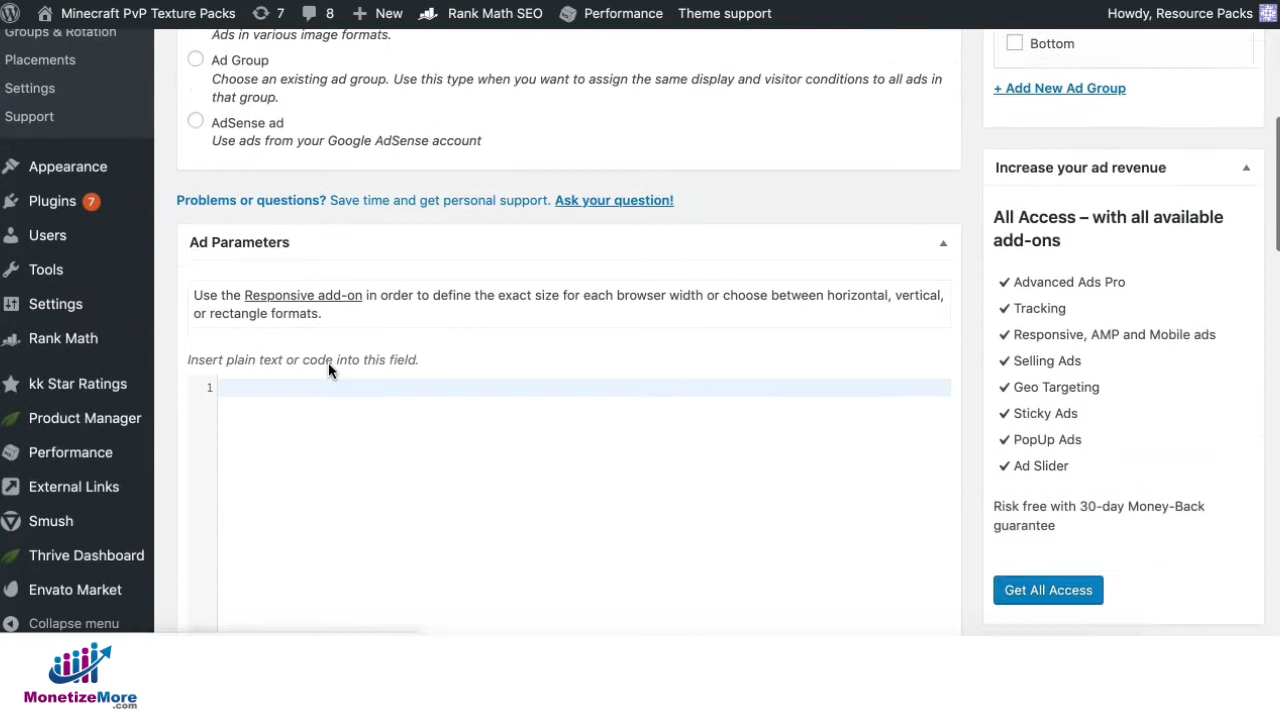 Minecraft PvP Texture Packs 7 8 New Rank Math SEO Performance Theme support Howdy, Resource Packs
Groups & Rotation
Placements
Settings
Support
Appearance
Plugins 7
Users
Tools
Settings
Rank Math
kk Star Ratings
Product Manager
Performance
External Links
Smush
Thrive Dashboard
Envato Market
Collapse menu
Ads in various image formats.
Ad Group
Choose an existing ad group. Use this type when you want to assign the same display and visitor conditions to all ads in
that group.
AdSense ad
Use ads from your Google AdSense account
Problems or questions? Save time and get personal support. Ask your question!
Ad Parameters
Use the Responsive add-on in order to define the exact size for each browser width or choose between horizontal, vertical,
or rectangle formats.
Insert plain text or code into this field.
1
Bottom
+ Add New Ad Group
Increase your ad revenue
All Access – with all available
add-ons
✔ Advanced Ads Pro
✔ Tracking
✔ Responsive, AMP and Mobile ads
✔ Selling Ads
✔ Geo Targeting
✔ Sticky Ads
✔ PopUp Ads
✔ Ad Slider
Risk free with 30-day Money-Back
guarantee
Get All Access
MonetizeMore
.com